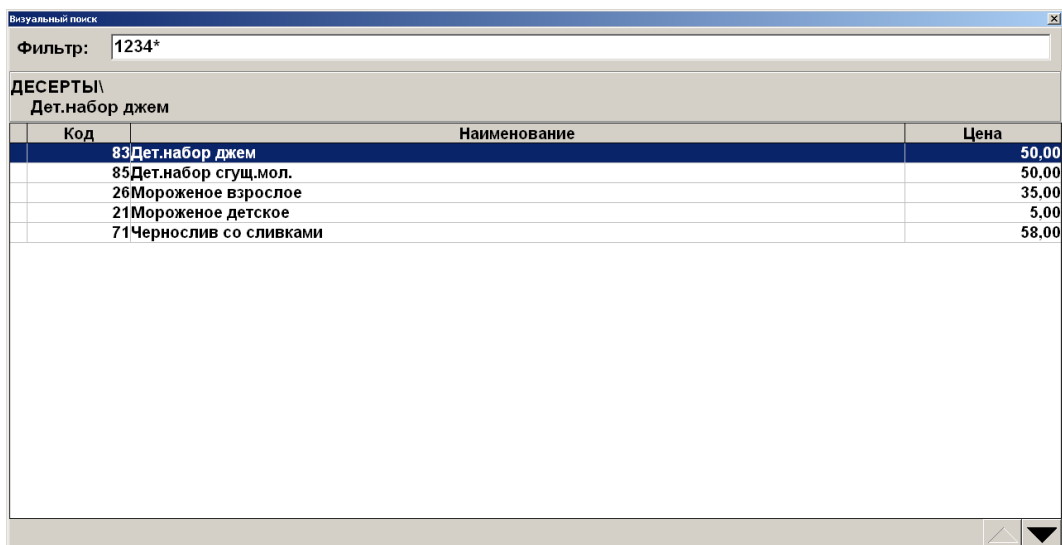 Визуальный поиск
Фильтр: 1234*
ДЕСЕРТЫ\
Дет.набор джем
Код Наименование Цена
83 Дет.набор джем 50,00
85 Дет.набор сгущ.мол. 50,00
26 Мороженое взрослое 35,00
21 Мороженое детское 5,00
71 Чернослив со сливками 58,00